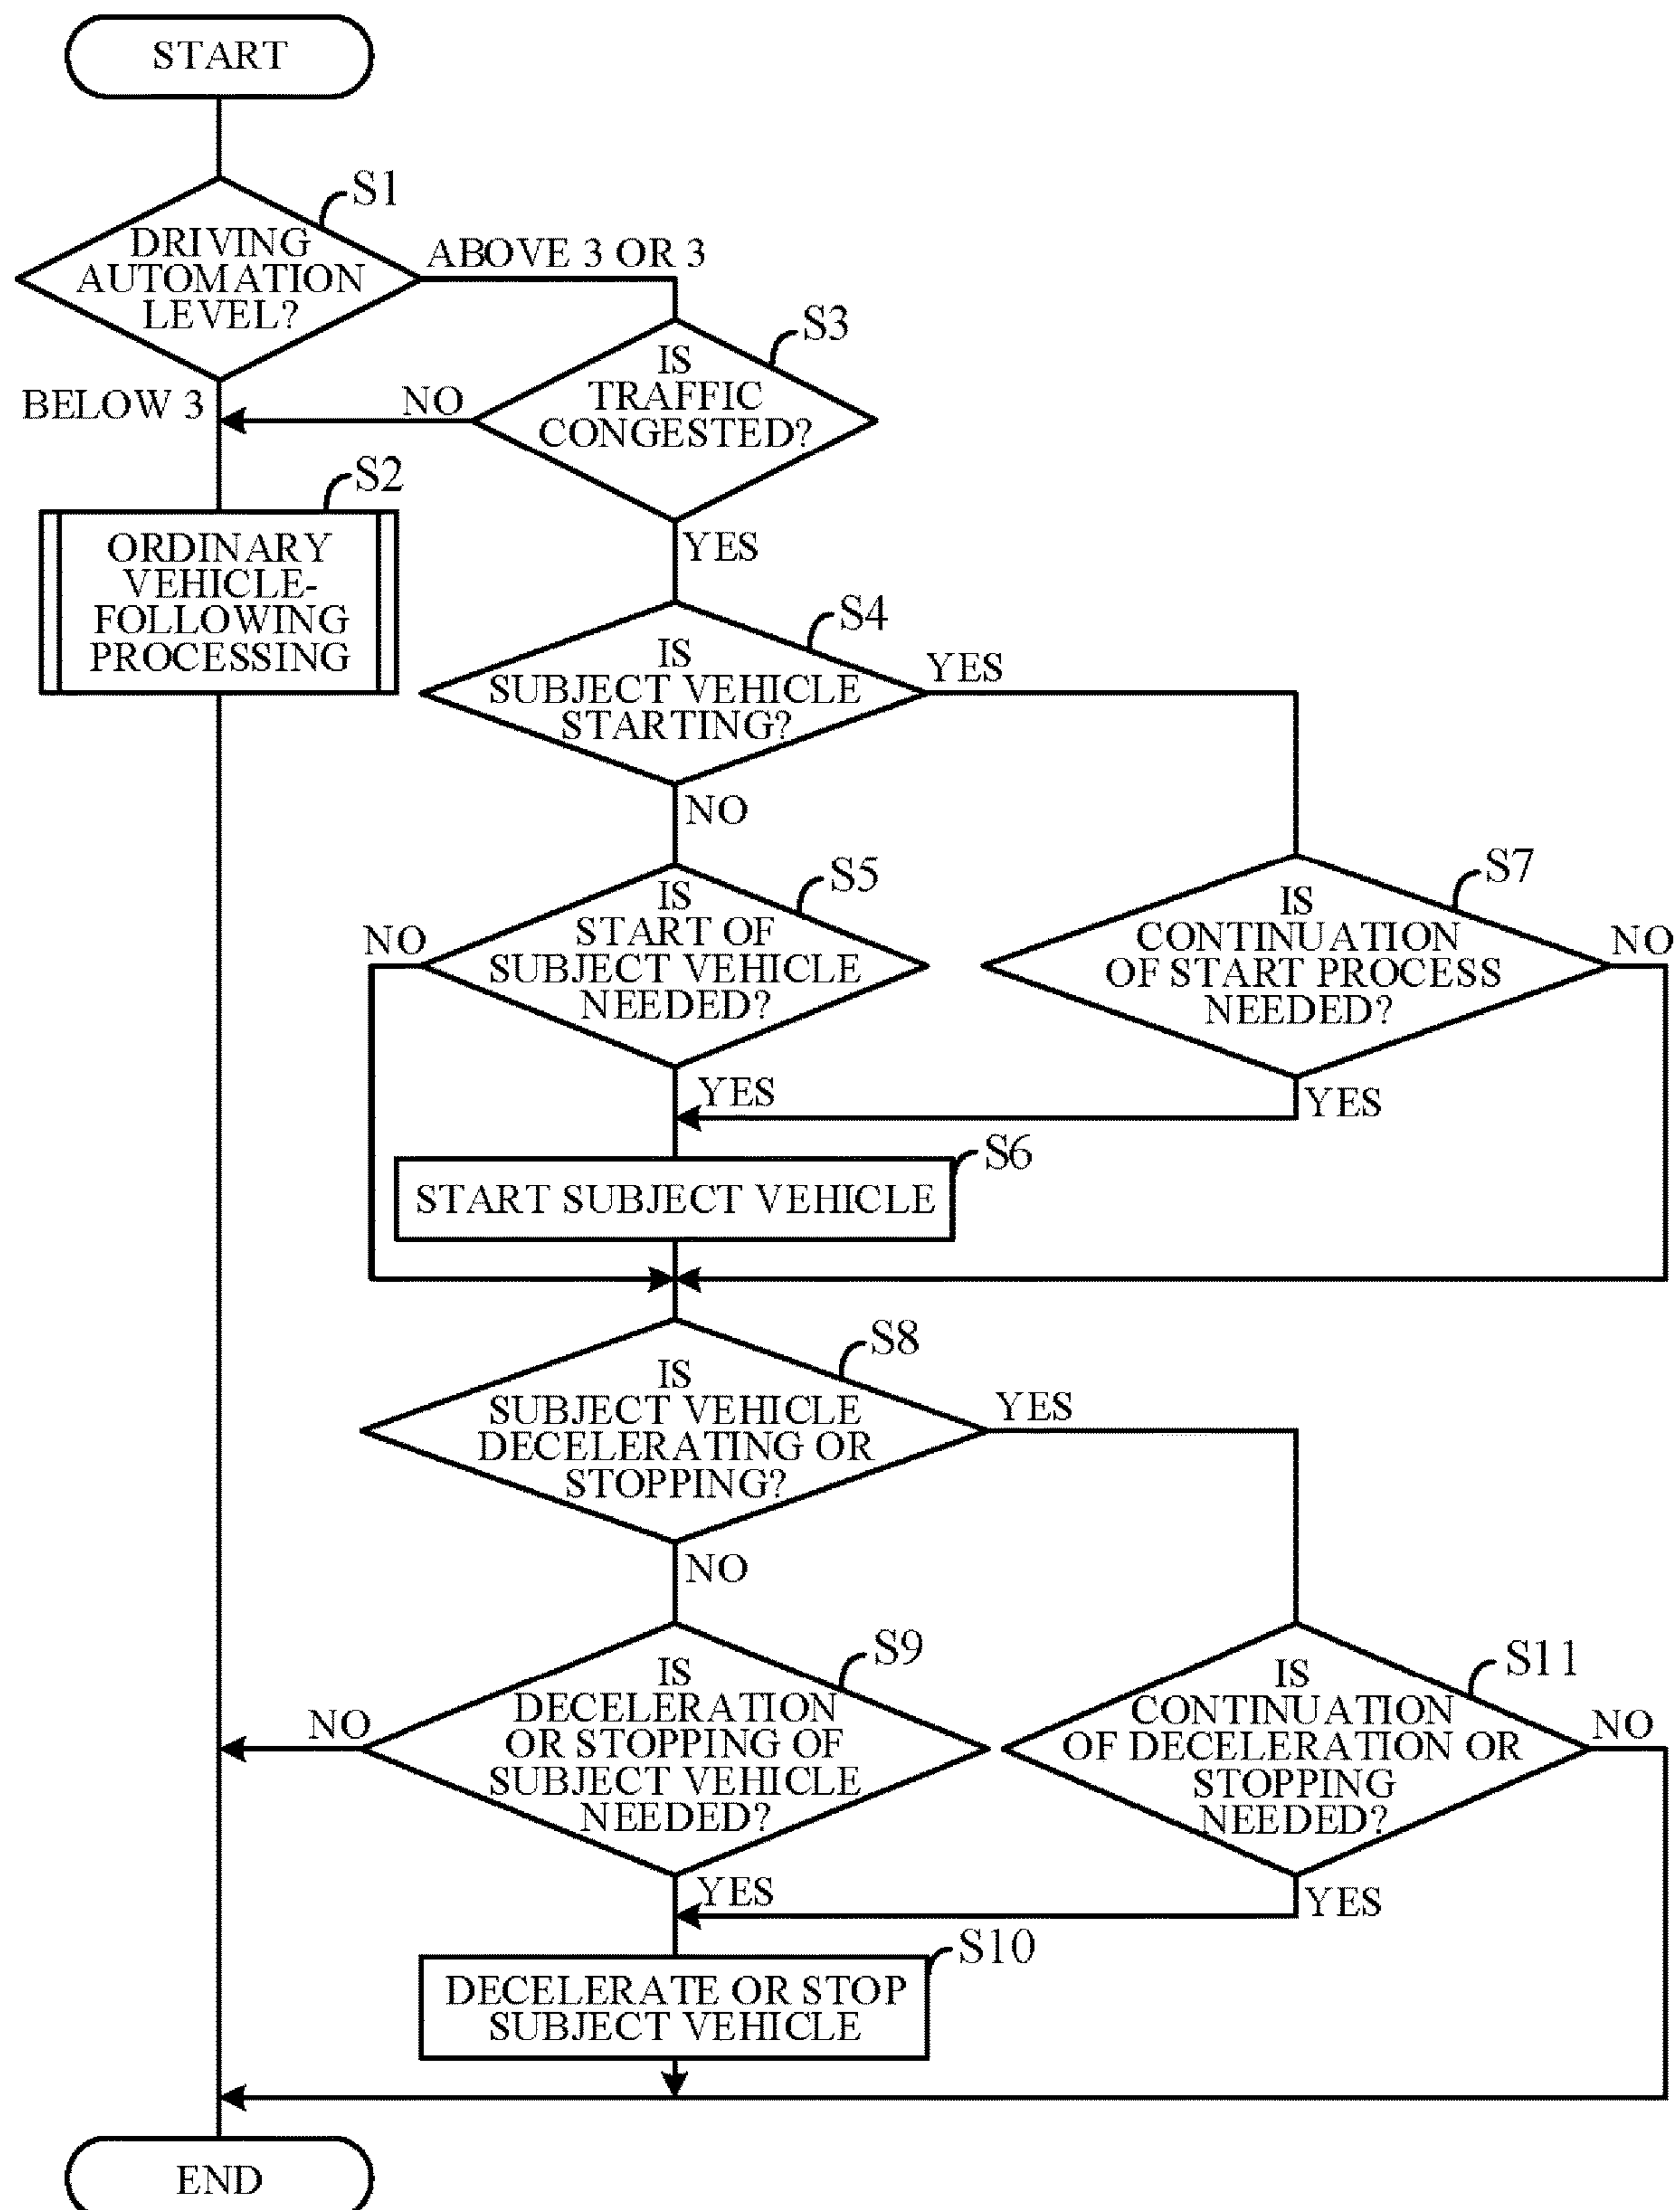 START
S1
DRIVING
AUTOMATION
LEVEL?
ABOVE 3 OR 3
S3
IS
TRAFFIC
CONGESTED?
BELOW 3
NO
S2
YES
ORDINARY
VEHICLE-
FOLLOWING
PROCESSING
S4
IS
SUBJECT VEHICLE
STARTING?
YES
NO
S5
IS
START OF
SUBJECT VEHICLE
NEEDED?
NO
S7
IS
CONTINUATION
OF START PROCESS
NEEDED?
NO
YES
YES
S6
START SUBJECT VEHICLE
S8
IS
SUBJECT VEHICLE
DECELERATING OR
STOPPING?
YES
NO
S9
IS
DECELERATION
OR STOPPING OF
SUBJECT VEHICLE
NEEDED?
NO
S11
IS
CONTINUATION
OF DECELERATION OR
STOPPING
NEEDED?
NO
YES
YES
S10
DECELERATE OR STOP
SUBJECT VEHICLE
END